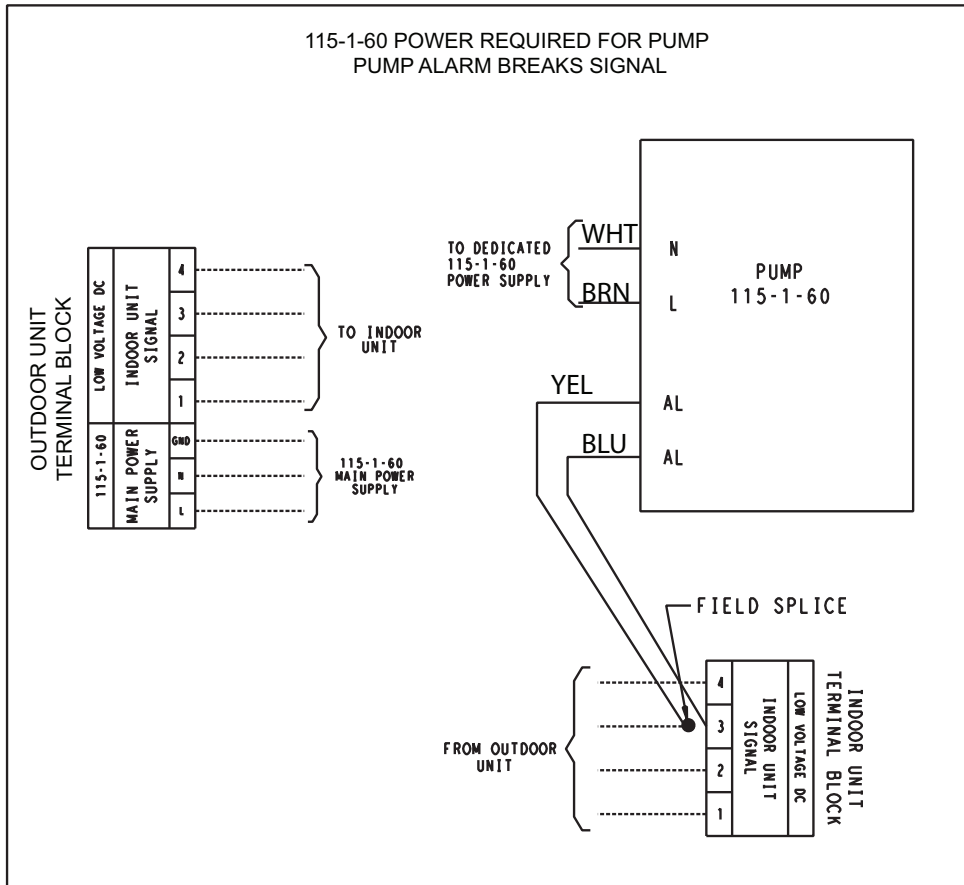 115-1-60 POWER REQUIRED FOR PUMP
PUMP ALARM BREAKS SIGNAL
OUTDOOR UNIT
TERMINAL BLOCK
LOW VOLTAGE DC
115-1-60
INDOOR UNIT
SIGNAL
MAIN POWER
SUPPLY
4
3
2
1
GND
N
L
TO INDOOR
UNIT
115-1-60
MAIN POWER
SUPPLY
TO DEDICATED
115-1-60
POWER SUPPLY
WHT
BRN
YEL
BLU
N
L
AL
AL
PUMP
115-1-60
FIELD SPLICE
FROM OUTDOOR
UNIT
4
3
2
1
INDOOR UNIT
SIGNAL
LOW VOLTAGE DC
INDOOR UNIT
TERMINAL BLOCK